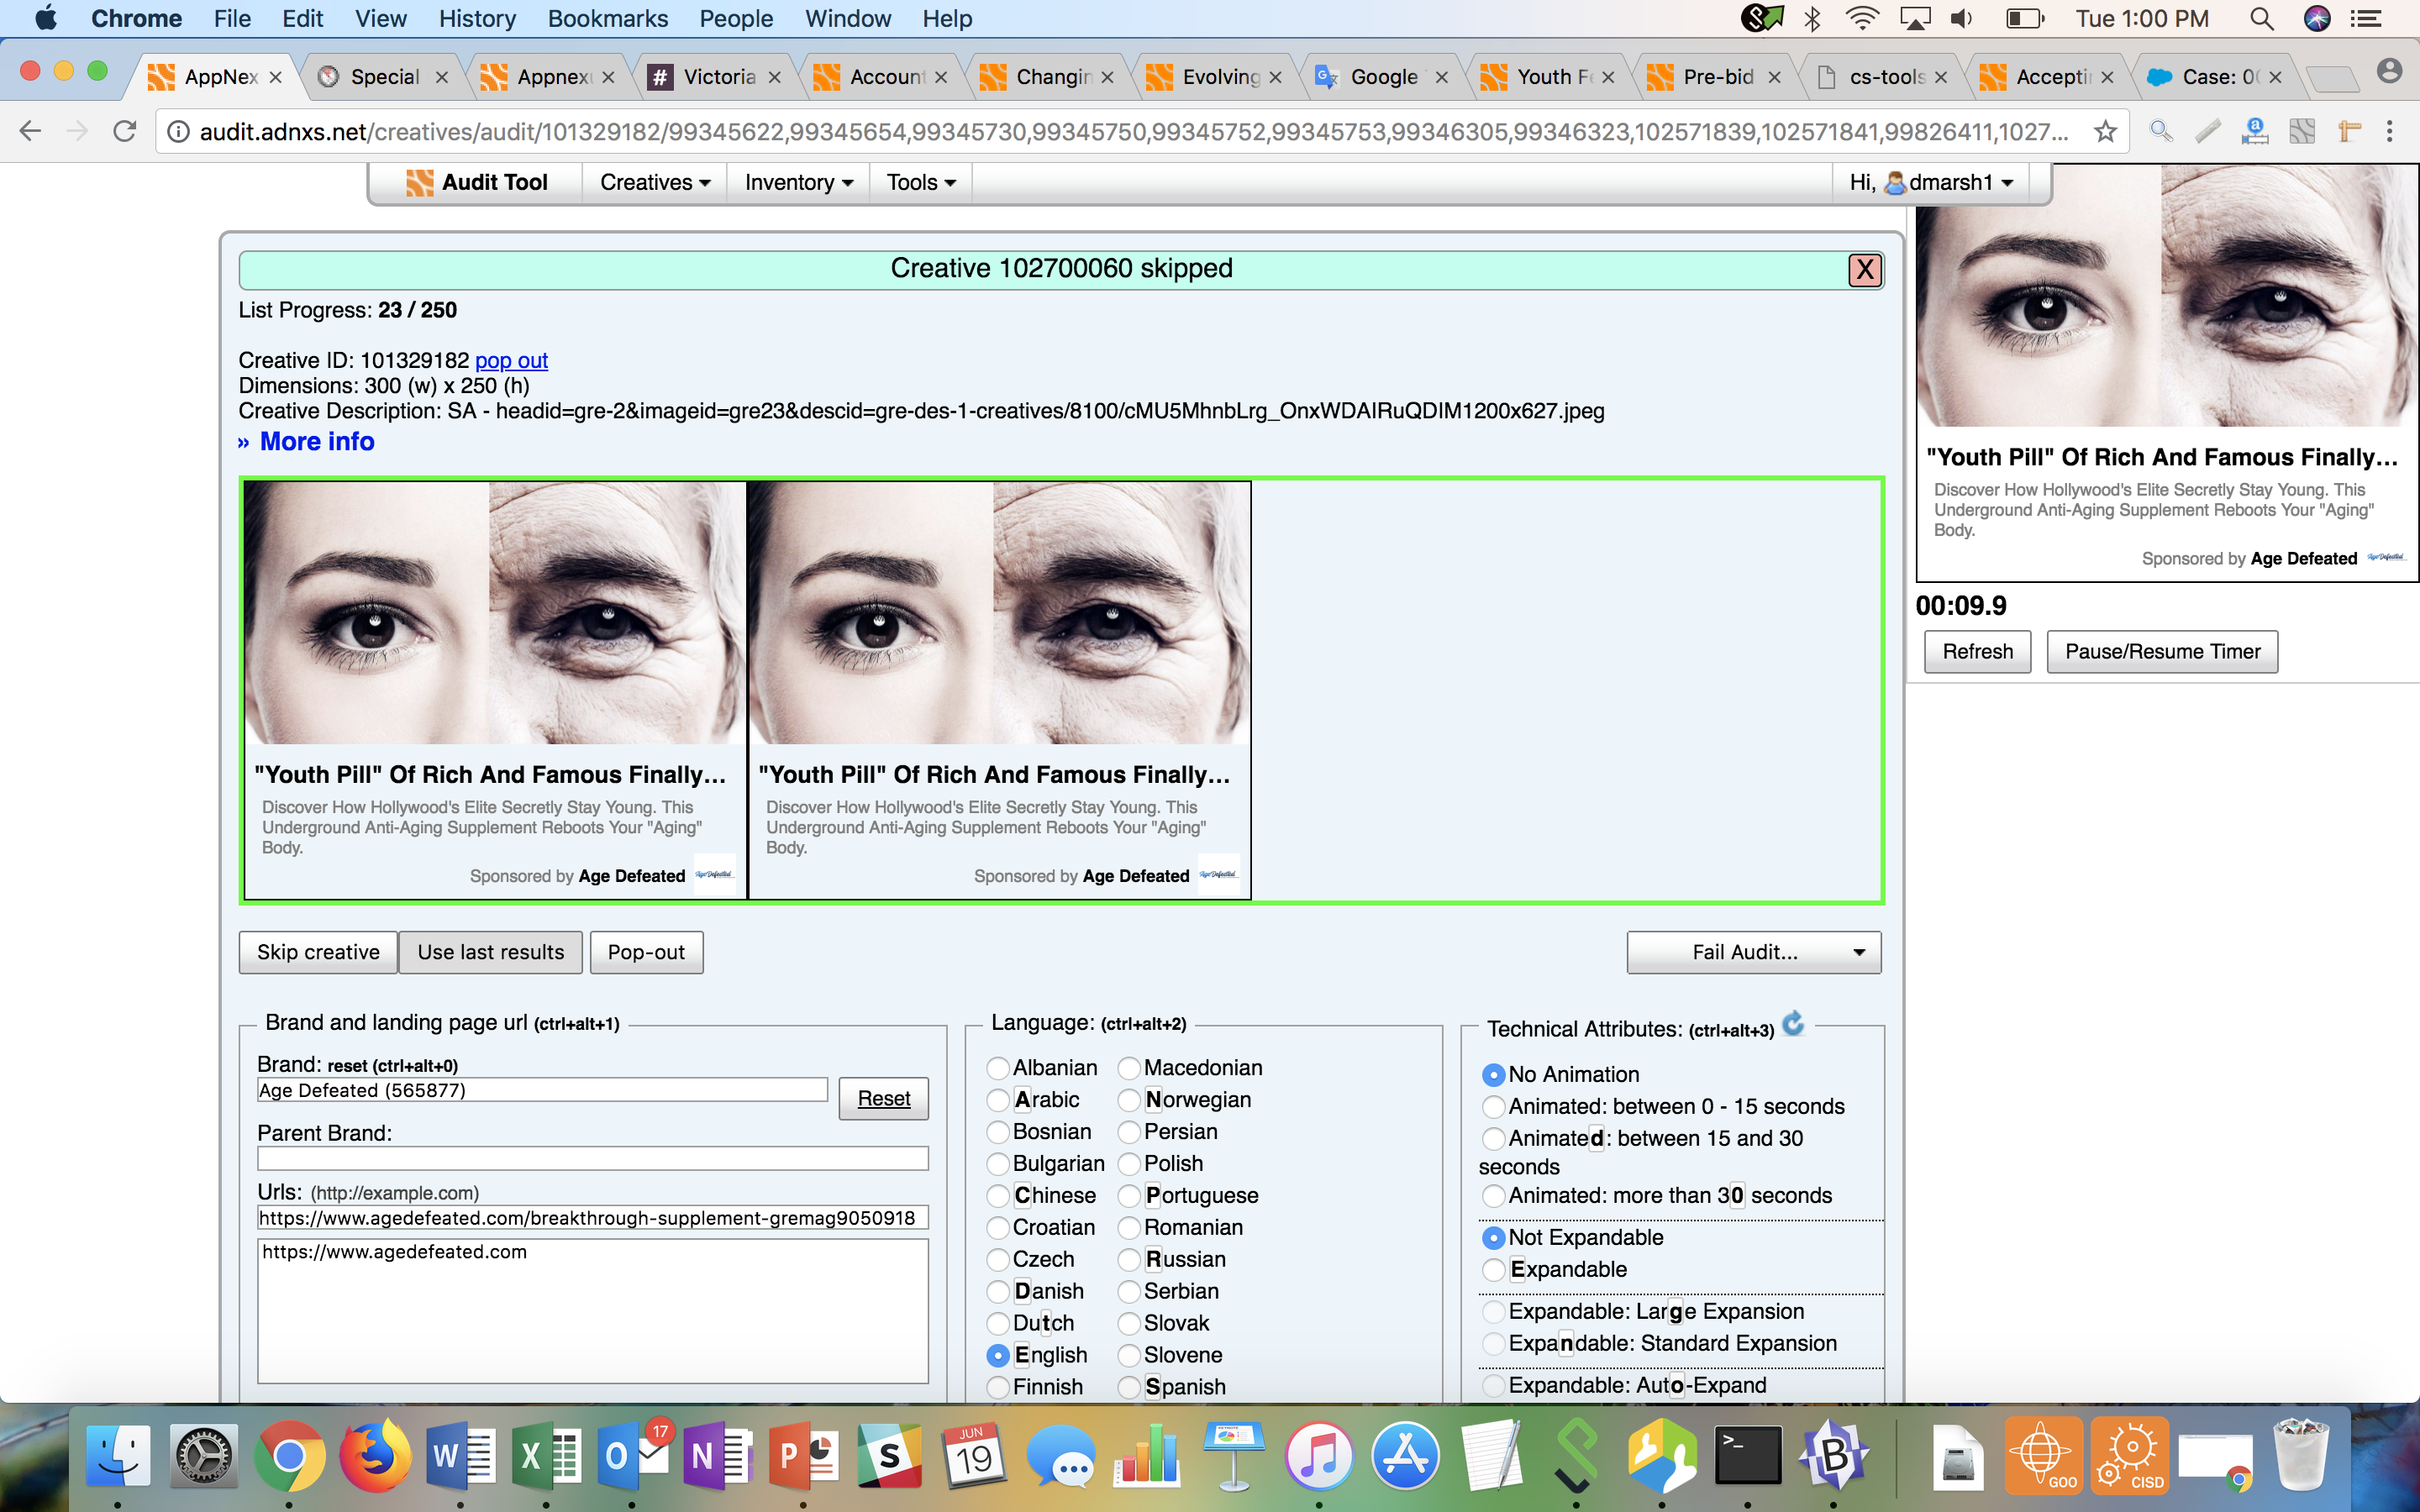 Chrome File Edit View History Bookmarks People Window Help Tue 1:00 PM
AppNex Special Appnexu Victoria Account Changin Evolving Google Youth Fe Pre-bid cs-tools Acceptin Case: 00
audit.adnxs.net/creatives/audit/101329182/99345622,99345654,99345730,99345750,99345752,99345753,99346305,99346323,102571839,102571841,99826411,1027...
Audit Tool Creatives Inventory Tools Hi, dmarsh1
Creative 102700060 skipped X
List Progress: 23 / 250
Creative ID: 101329182 pop out
Dimensions: 300 (w) x 250 (h)
Creative Description: SA - headid=gre-2&imageid=gre23&descid=gre-des-1-creatives/8100/cMU5MhnbLrg_OnxWDAIRuQDIM1200x627.jpeg
» More info
"Youth Pill" Of Rich And Famous Finally...
Discover How Hollywood's Elite Secretly Stay Young. This
Underground Anti-Aging Supplement Reboots Your "Aging"
Body.
Sponsored by Age Defeated
Age Defeated
"Youth Pill" Of Rich And Famous Finally...
Discover How Hollywood's Elite Secretly Stay Young. This
Underground Anti-Aging Supplement Reboots Your "Aging"
Body.
Sponsored by Age Defeated
Age Defeated
"Youth Pill" Of Rich And Famous Finally...
Discover How Hollywood's Elite Secretly Stay Young. This
Underground Anti-Aging Supplement Reboots Your "Aging"
Body.
Sponsored by Age Defeated
Age Defeated
00:09.9
Refresh Pause/Resume Timer
Skip creative Use last results Pop-out Fail Audit...
Brand and landing page url (ctrl+alt+1)
Brand: reset (ctrl+alt+0)
Age Defeated (565877)
Reset
Parent Brand:
Urls: (http://example.com)
https://www.agedefeated.com/breakthrough-supplement-gremag9050918
https://www.agedefeated.com
Language: (ctrl+alt+2)
Albanian Macedonian
Arabic Norwegian
Bosnian Persian
Bulgarian Polish
Chinese Portuguese
Croatian Romanian
Czech Russian
Danish Serbian
Dutch Slovak
English Slovene
Finnish Spanish
Technical Attributes: (ctrl+alt+3)
No Animation
Animated: between 0 - 15 seconds
Animated: between 15 and 30
seconds
Animated: more than 30 seconds
Not Expandable
Expandable
Expandable: Large Expansion
Expandable: Standard Expansion
Expandable: Auto-Expand
17
JUN
19
GOO
CISD